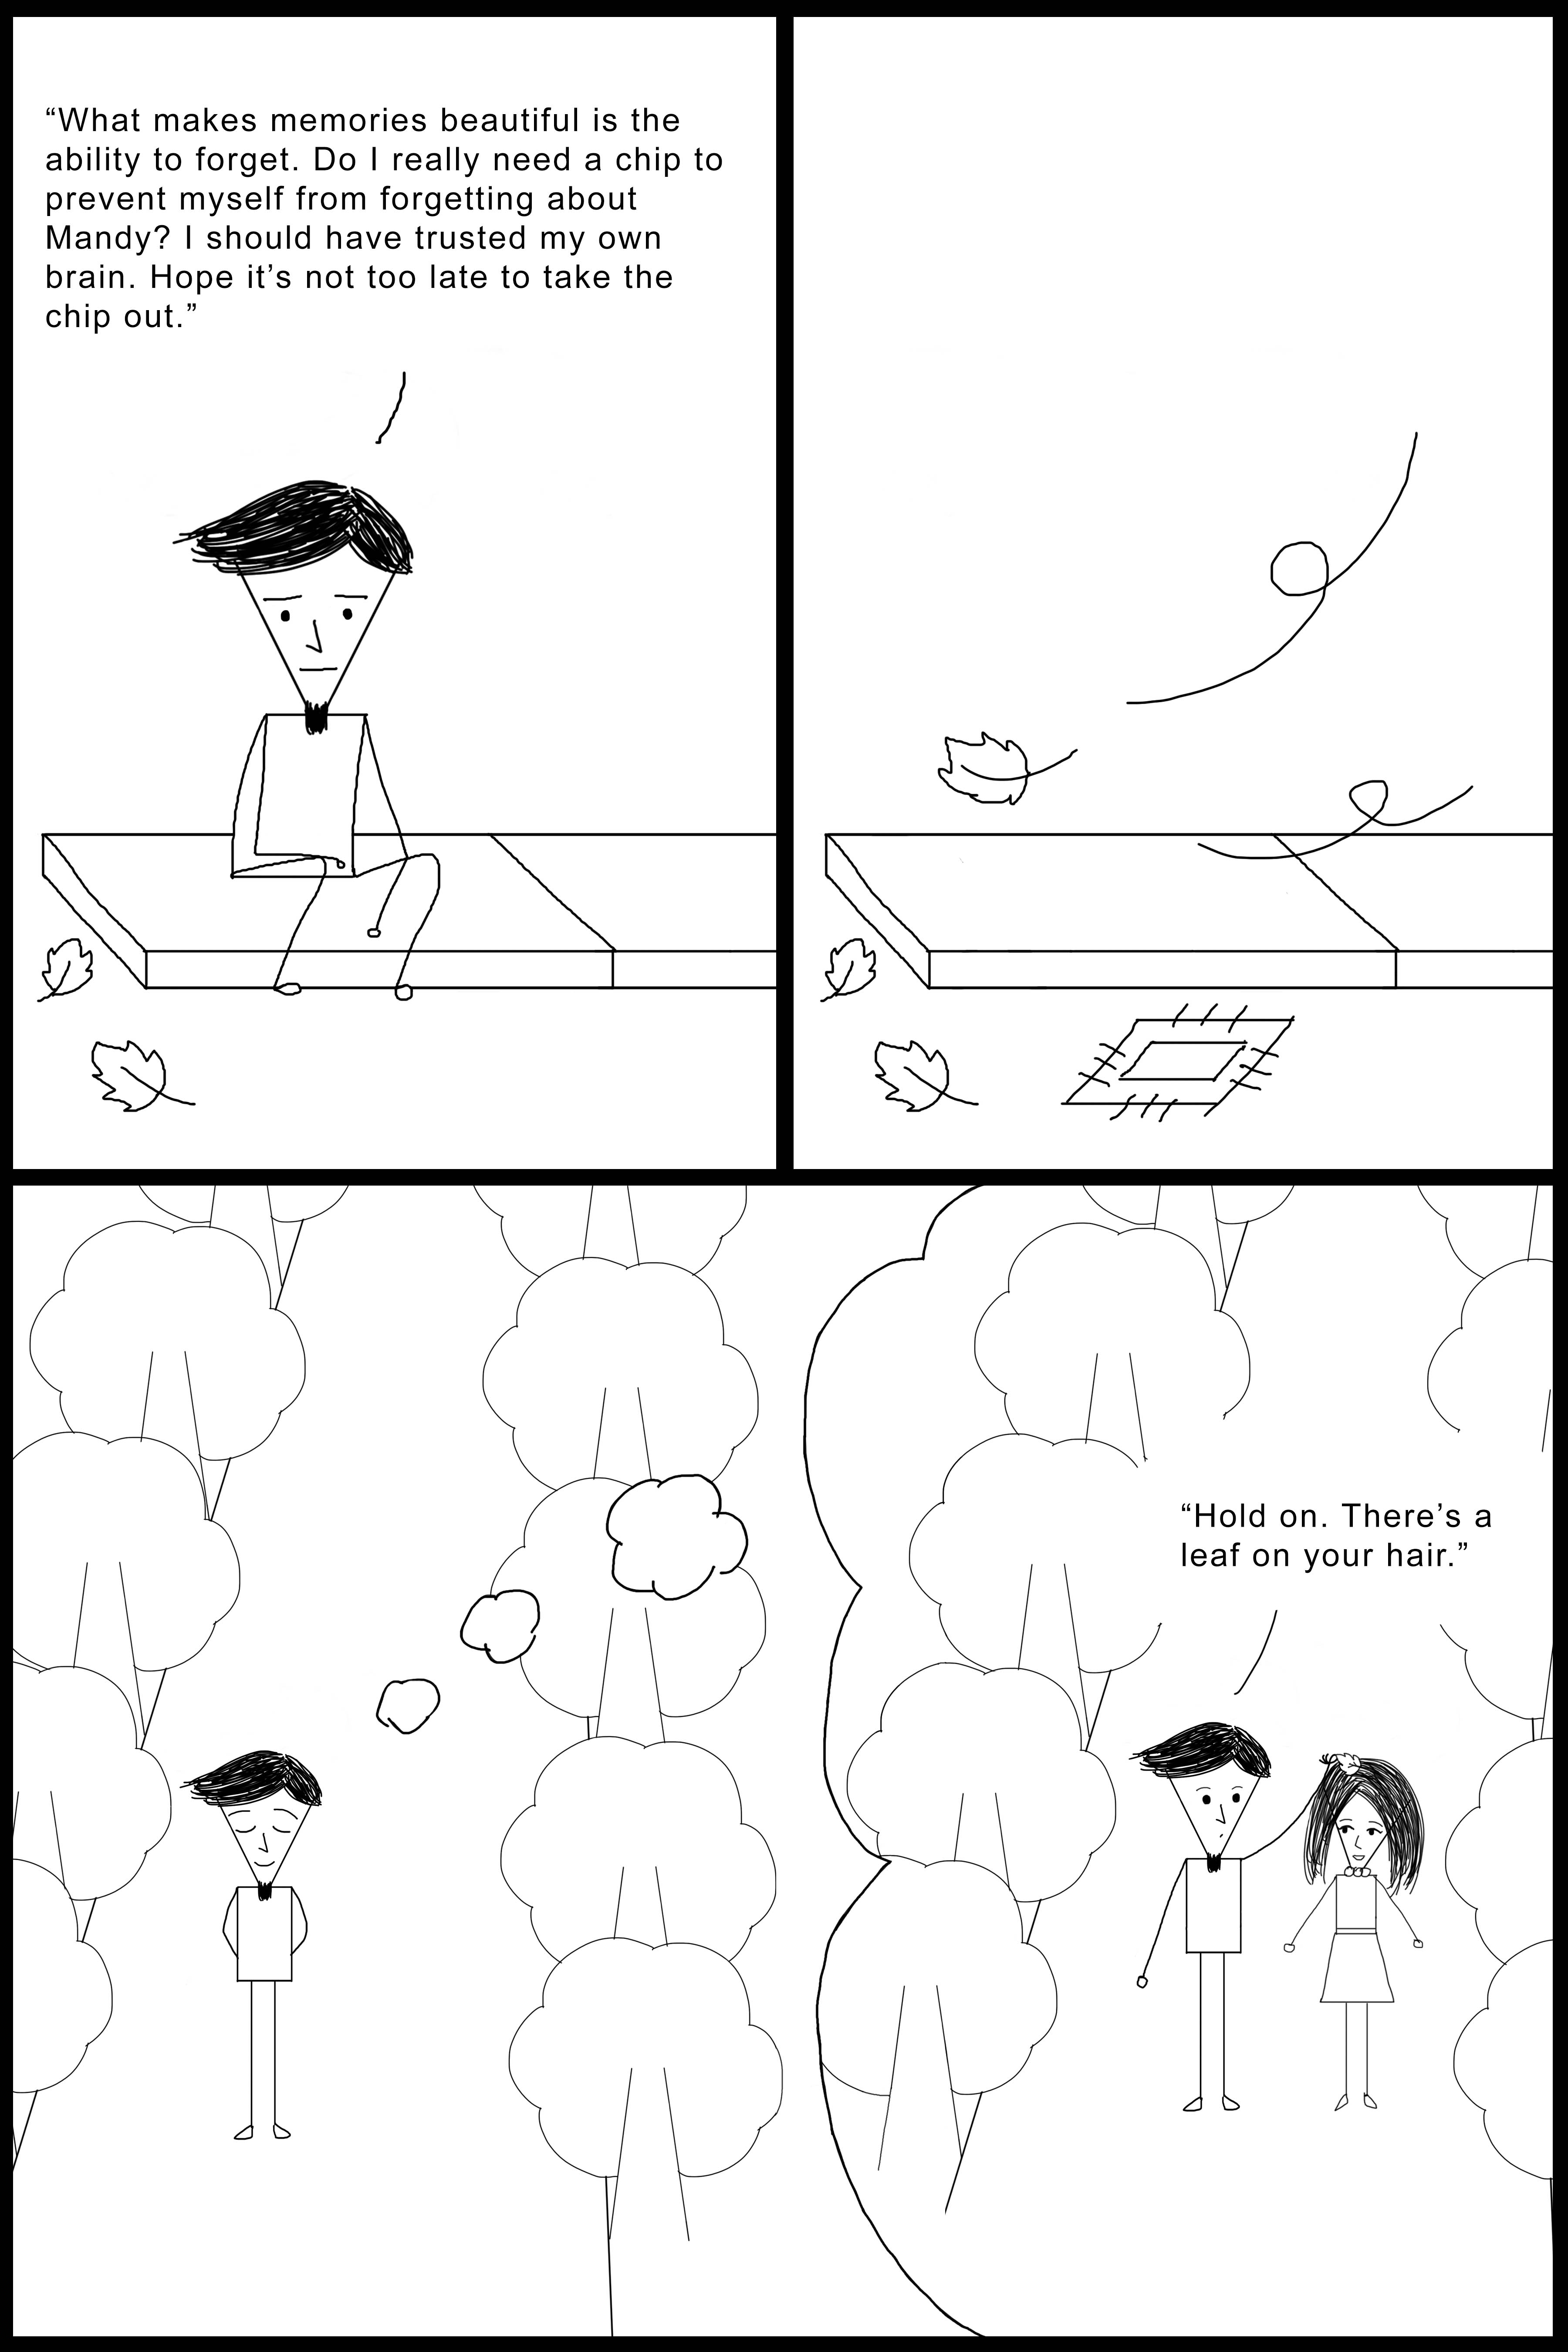 “What makes memories beautiful is the
ability to forget. Do I really need a chip to
prevent myself from forgetting about
Mandy? I should have trusted my own
brain. Hope it’s not too late to take the
chip out.”
“Hold on. There’s a
leaf on your hair.”